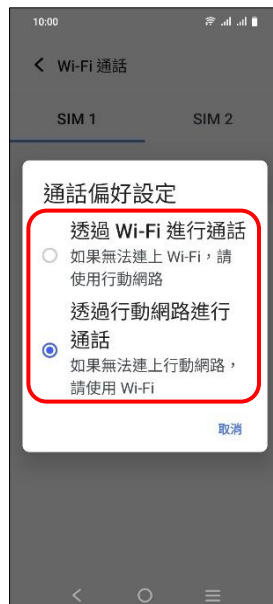 10:00
Wi-Fi 通話
SIM 1 SIM 2
通話偏好設定
透過 Wi-Fi 進行通話
如果無法連上 Wi-Fi，請
使用行動網路
透過行動網路進行
通話
如果無法連上行動網路，
請使用 Wi-Fi
取消